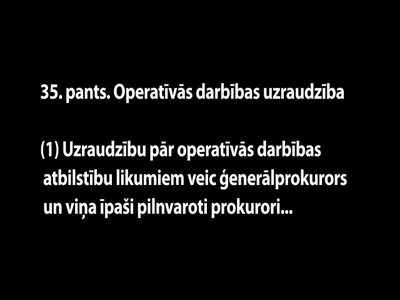 35. pants. Operatīvās darbības uzraudzība
(1) Uzraudzību pār operatīvās darbības
atbilstību likumiem veic ģenerālprokurors
un viņa īpaši pilnvaroti prokurori...